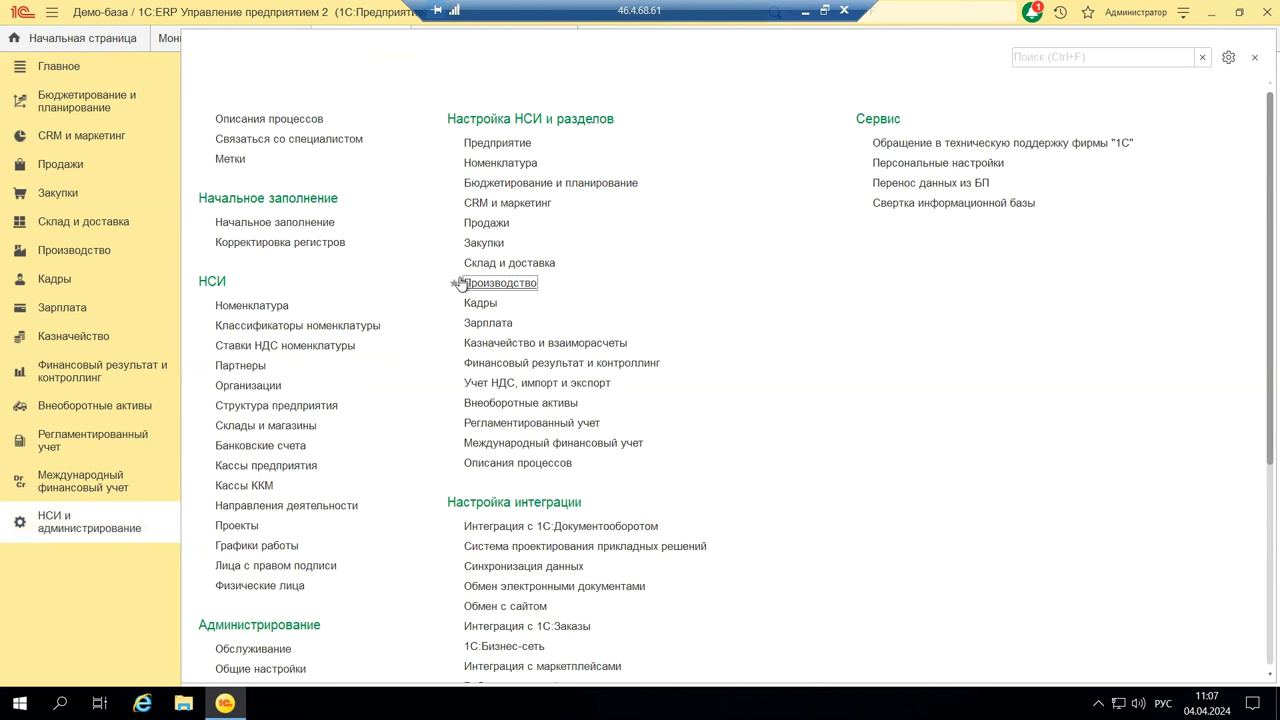 Демо-база / 1С:ERP Управление предприятием 2 (1С:Предприяти
46.4.68.61
1
Администратор
Начальная страница
Мон
Поиск (Ctrl+F)
Главное
Бюджетирование и
планирование
CRM и маркетинг
Продажи
Закупки
Склад и доставка
Производство
Кадры
Зарплата
Казначейство
Финансовый результат и
контроллинг
Внеоборотные активы
Регламентированный
учет
Dr
Cr
Международный
финансовый учет
НСИ и
администрирование
Описания процессов
Связаться со специалистом
Метки
Начальное заполнение
Начальное заполнение
Корректировка регистров
НСИ
Номенклатура
Классификаторы номенклатуры
Ставки НДС номенклатуры
Партнеры
Организации
Структура предприятия
Склады и магазины
Банковские счета
Кассы предприятия
Кассы ККМ
Направления деятельности
Проекты
Графики работы
Лица с правом подписи
Физические лица
Администрирование
Обслуживание
Общие настройки
Настройка НСИ и разделов
Предприятие
Номенклатура
Бюджетирование и планирование
CRM и маркетинг
Продажи
Закупки
Склад и доставка
Производство
Кадры
Зарплата
Казначейство и взаиморасчеты
Финансовый результат и контроллинг
Учет НДС, импорт и экспорт
Внеоборотные активы
Регламентированный учет
Международный финансовый учет
Описания процессов
Настройка интеграции
Интеграция с 1С:Документооборотом
Система проектирования прикладных решений
Синхронизация данных
Обмен электронными документами
Обмен с сайтом
Интеграция с 1С:Заказы
1С:Бизнес-сеть
Интеграция с маркетплейсами
Сервис
Обращение в техническую поддержку фирмы "1С"
Персональные настройки
Перенос данных из БП
Свертка информационной базы
РУС
11:07
04.04.2024